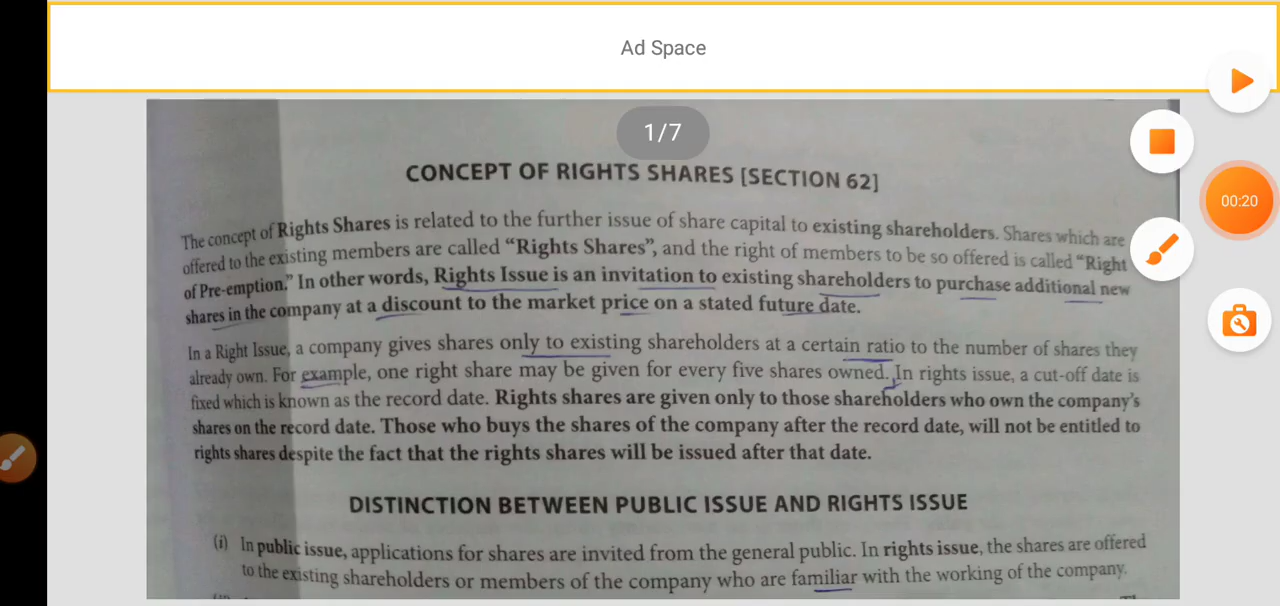 Ad Space
1/7
00:20
CONCEPT OF RIGHTS SHARES [SECTION 62]
The concept of Rights Shares is related to the further issue of share capital to existing shareholders. Shares which are
offered to the existing members are called “Rights Shares”, and the right of members to be so offered is called “Right
of Pre-emption.” In other words, Rights Issue is an invitation to existing shareholders to purchase additional new
shares in the company at a discount to the market price on a stated future date.
In a Right Issue, a company gives shares only to existing shareholders at a certain ratio to the number of shares they
already own. For example, one right share may be given for every five shares owned. In rights issue, a cut-off date is
fixed which is known as the record date. Rights shares are given only to those shareholders who own the company's
shares on the record date. Those who buys the shares of the company after the record date, will not be entitled to
rights shares despite the fact that the rights shares will be issued after that date.
DISTINCTION BETWEEN PUBLIC ISSUE AND RIGHTS ISSUE
(i) In public issue, applications for shares are invited from the general public. In rights issue, the shares are offered
to the existing shareholders or members of the company who are familiar with the working of the company.